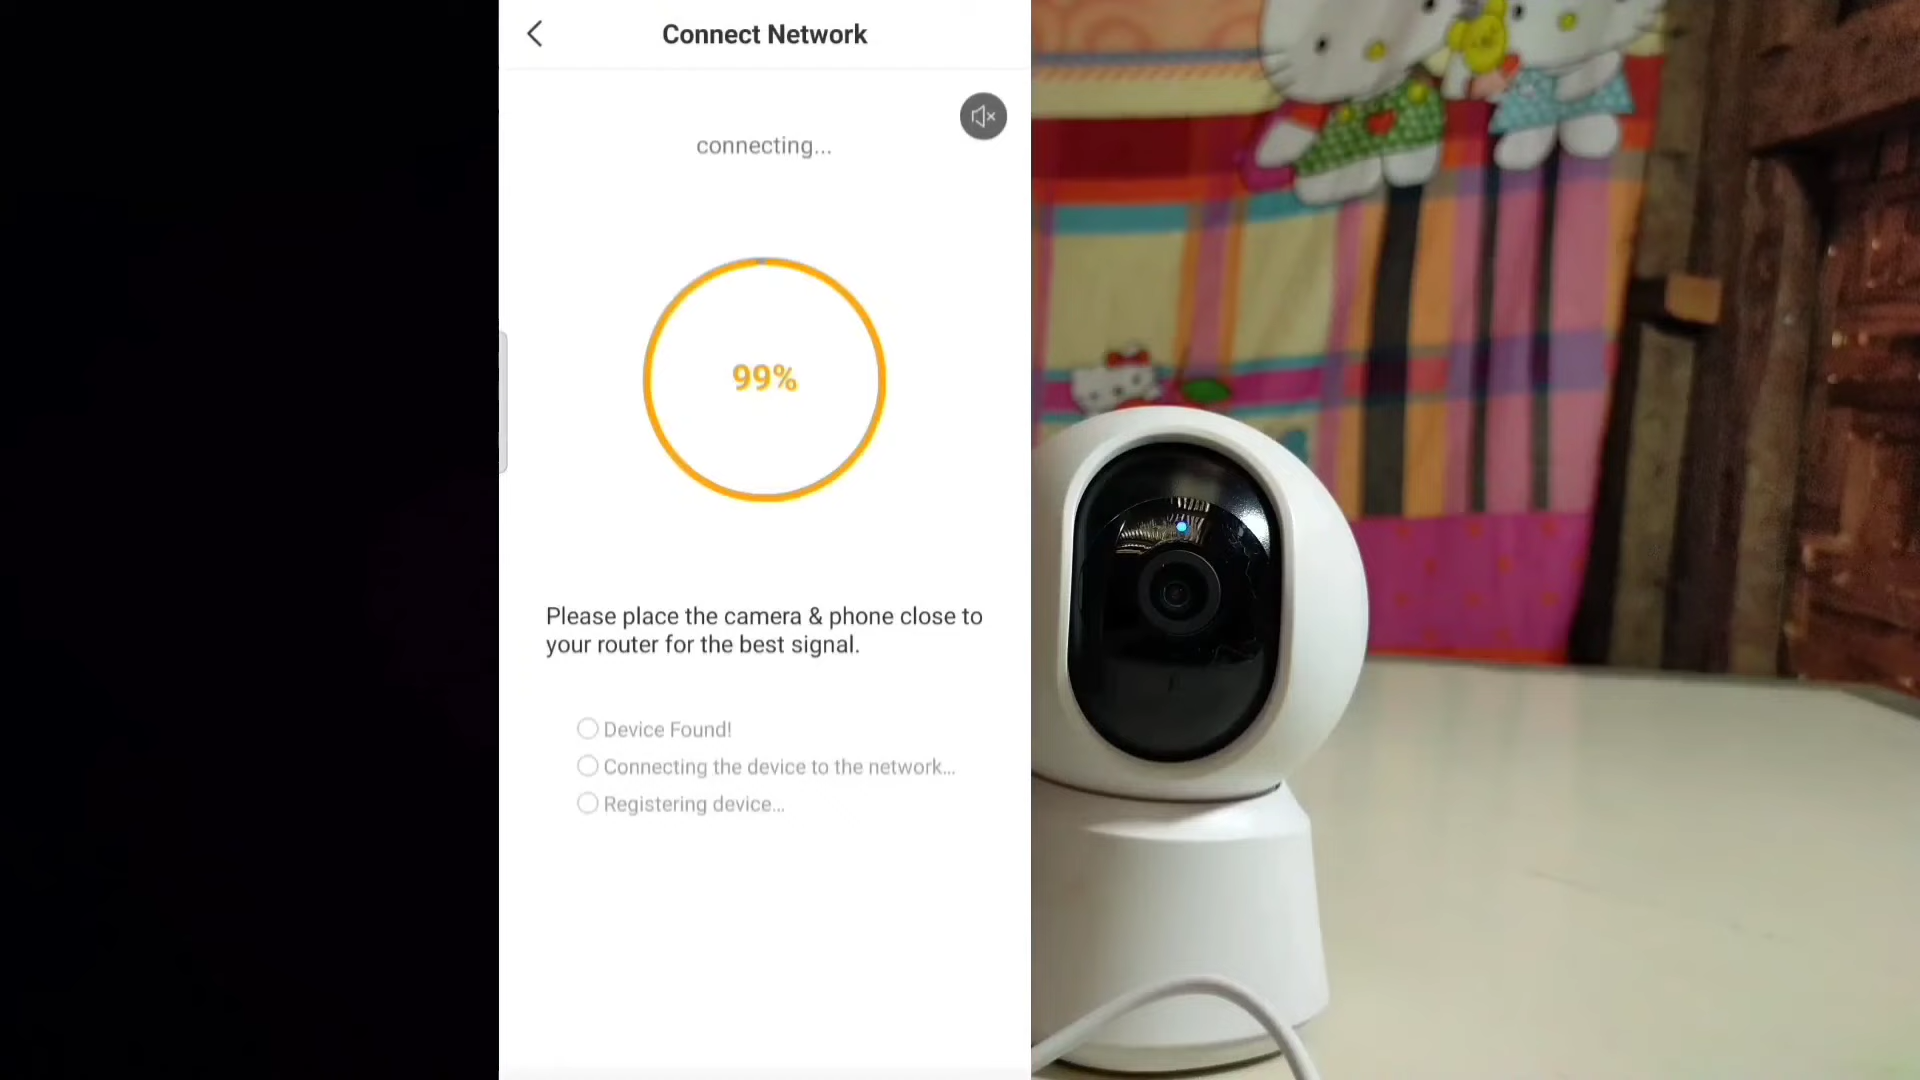 Connect Network
connecting...
99%
Please place the camera & phone close to
your router for the best signal.
Device Found!
Connecting the device to the network...
Registering device...